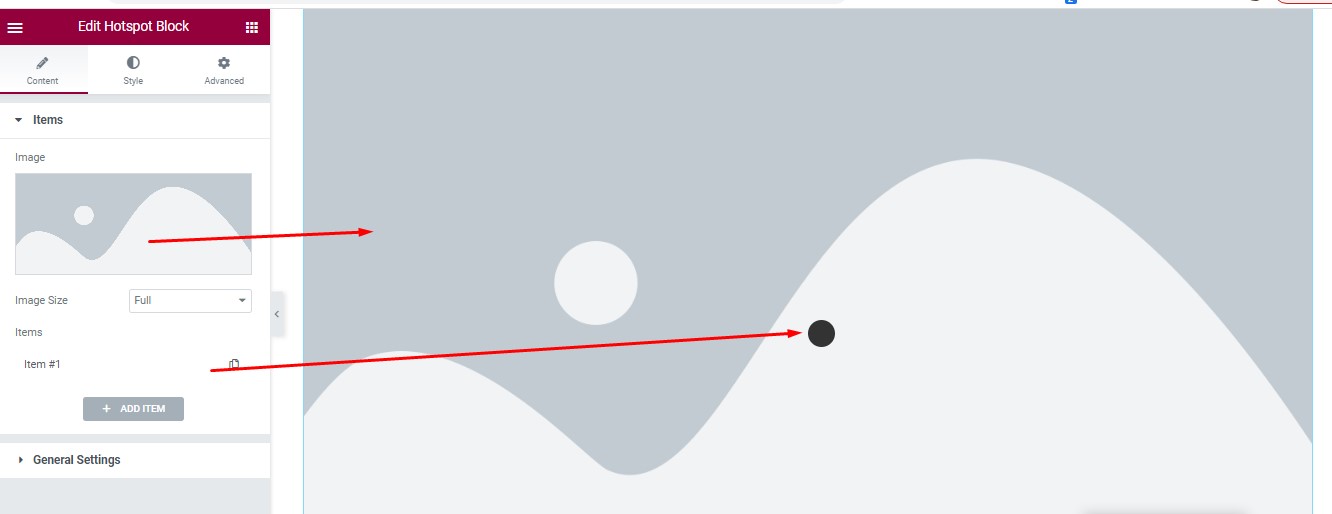 Edit Hotspot Block
Content
Style
Advanced
Items
Image
Image Size
Full
Items
Item #1
+ ADD ITEM
General Settings